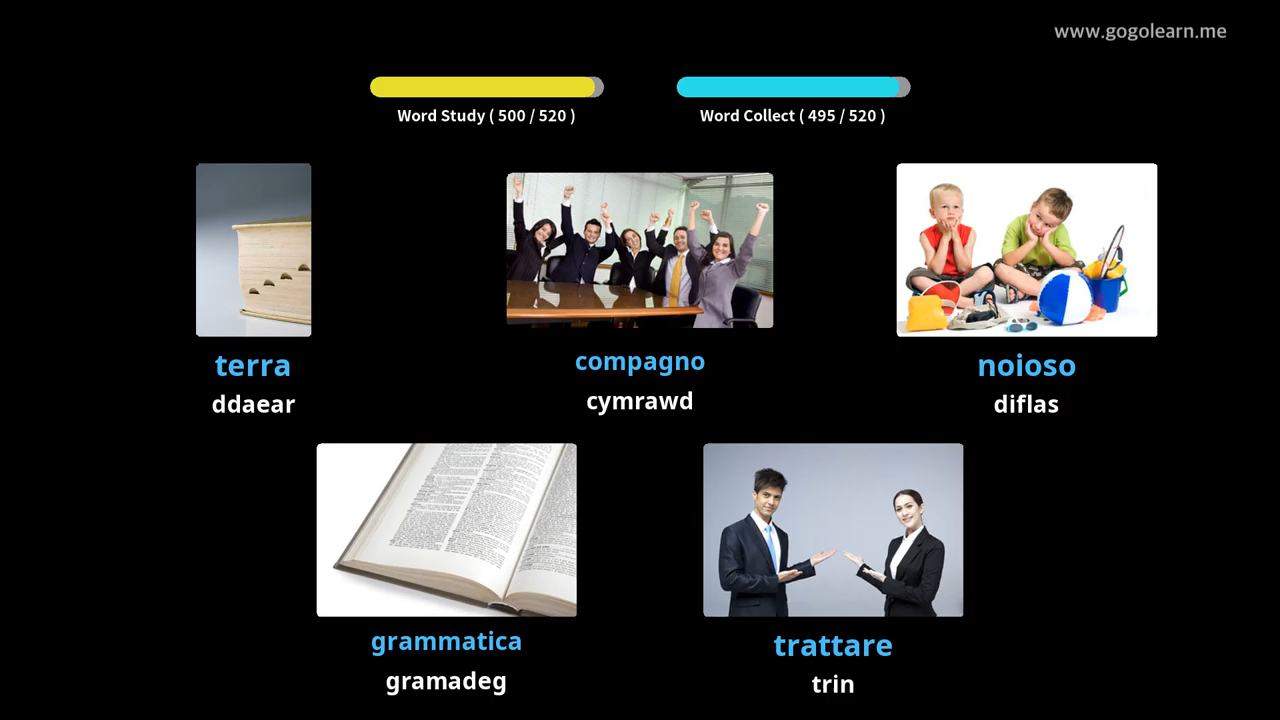 www.gogolearn.me
Word Study ( 500 / 520 )
Word Collect ( 495 / 520 )
terra
ddaear
compagno
cymrawd
noioso
diflas
grammatica
gramadeg
trattare
trin